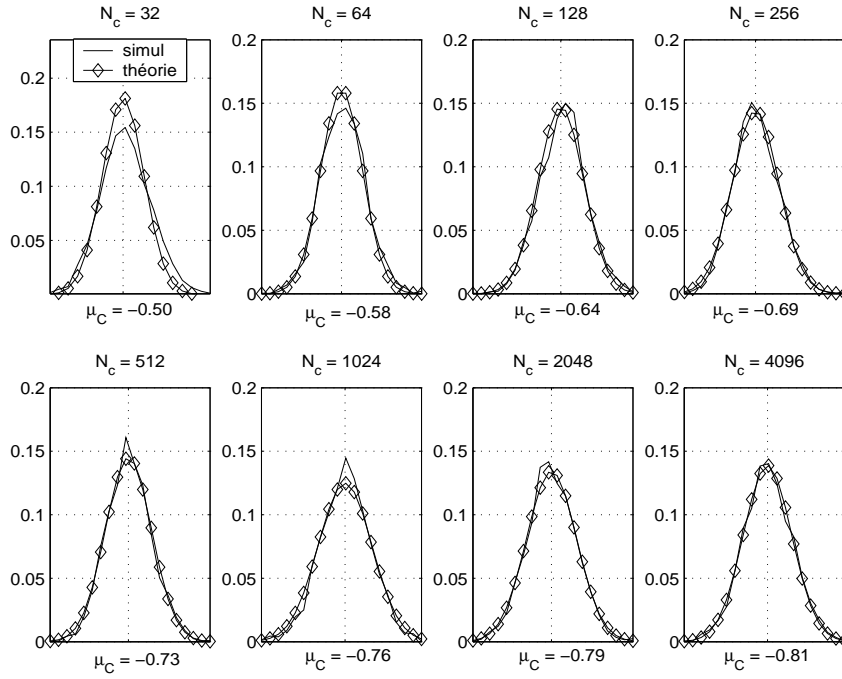 N_c = 32
N_c = 64
N_c = 128
N_c = 256
simul
théorie
0.2
0.15
0.1
0.05
0.2
0.15
0.1
0.05
0
0.2
0.15
0.1
0.05
0
0.2
0.15
0.1
0.05
0
μ_C = −0.50
μ_C = −0.58
μ_C = −0.64
μ_C = −0.69
N_c = 512
N_c = 1024
N_c = 2048
N_c = 4096
0.2
0.15
0.1
0.05
0
0.2
0.15
0.1
0.05
0
0.2
0.15
0.1
0.05
0
0.2
0.15
0.1
0.05
0
μ_C = −0.73
μ_C = −0.76
μ_C = −0.79
μ_C = −0.81